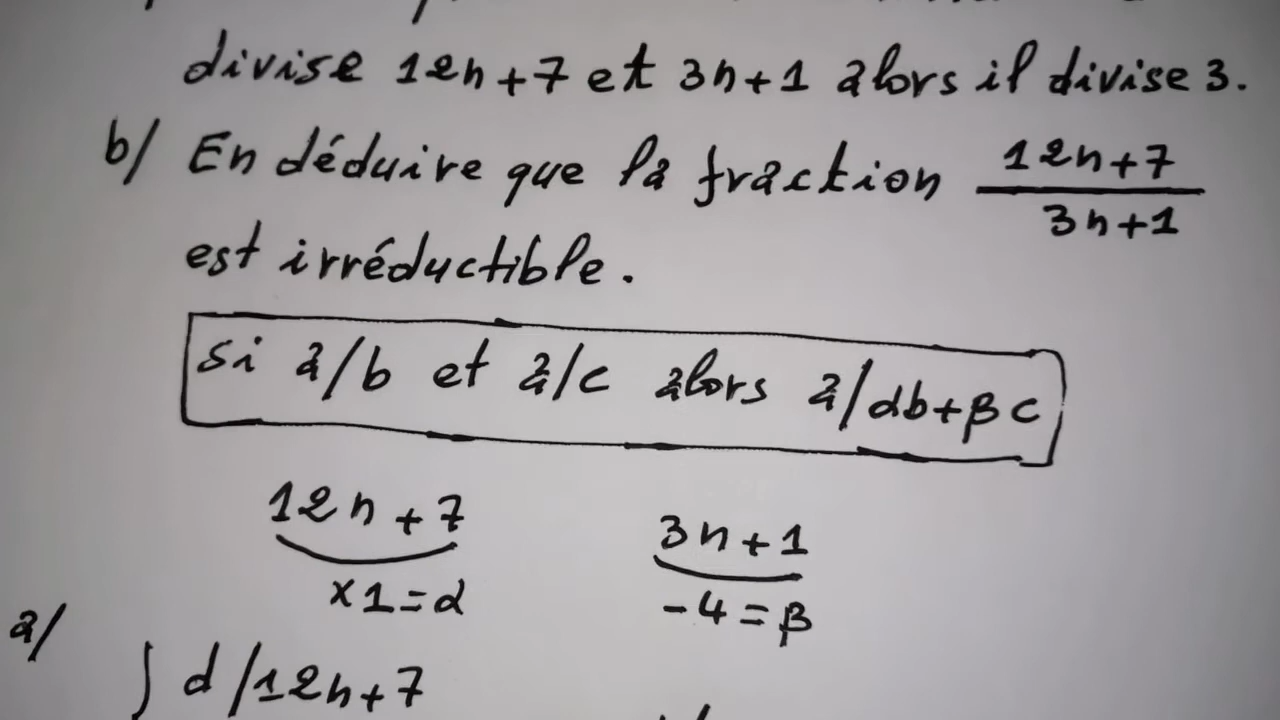 divise 12n+7 et 3n+1 alors il divise 3.
b/ En déduire que la fraction 12n+7 / 3n+1
est irréductible.
si a/b et a/c alors a/αb+βc
12n+7 3n+1
×1=α -4=β
a/
d/12n+7